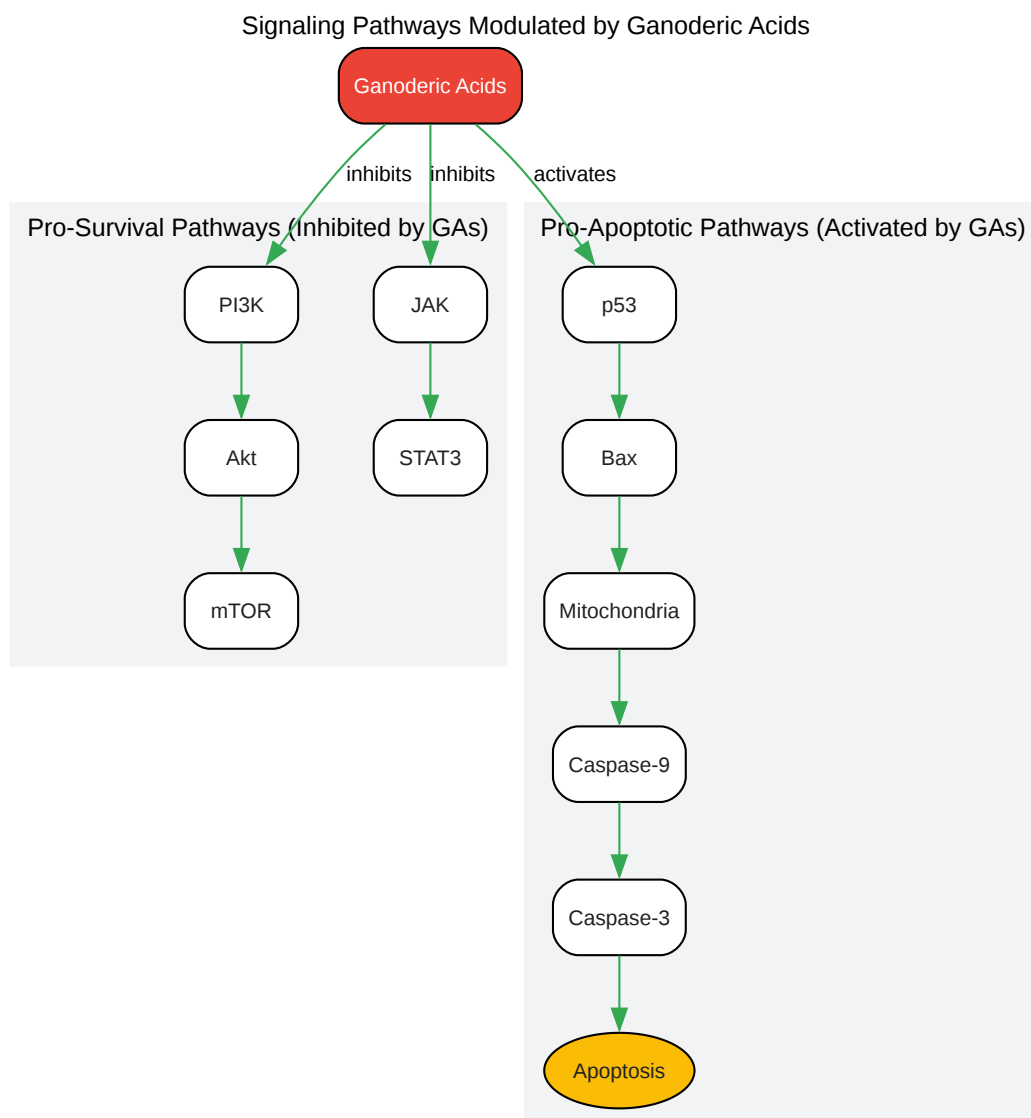 Signaling Pathways Modulated by Ganoderic Acids
Ganoderic Acids
inhibits
inhibits
activates
Pro-Survival Pathways (Inhibited by GAs)
PI3K
JAK
Akt
STAT3
mTOR
Pro-Apoptotic Pathways (Activated by GAs)
p53
Bax
Mitochondria
Caspase-9
Caspase-3
Apoptosis